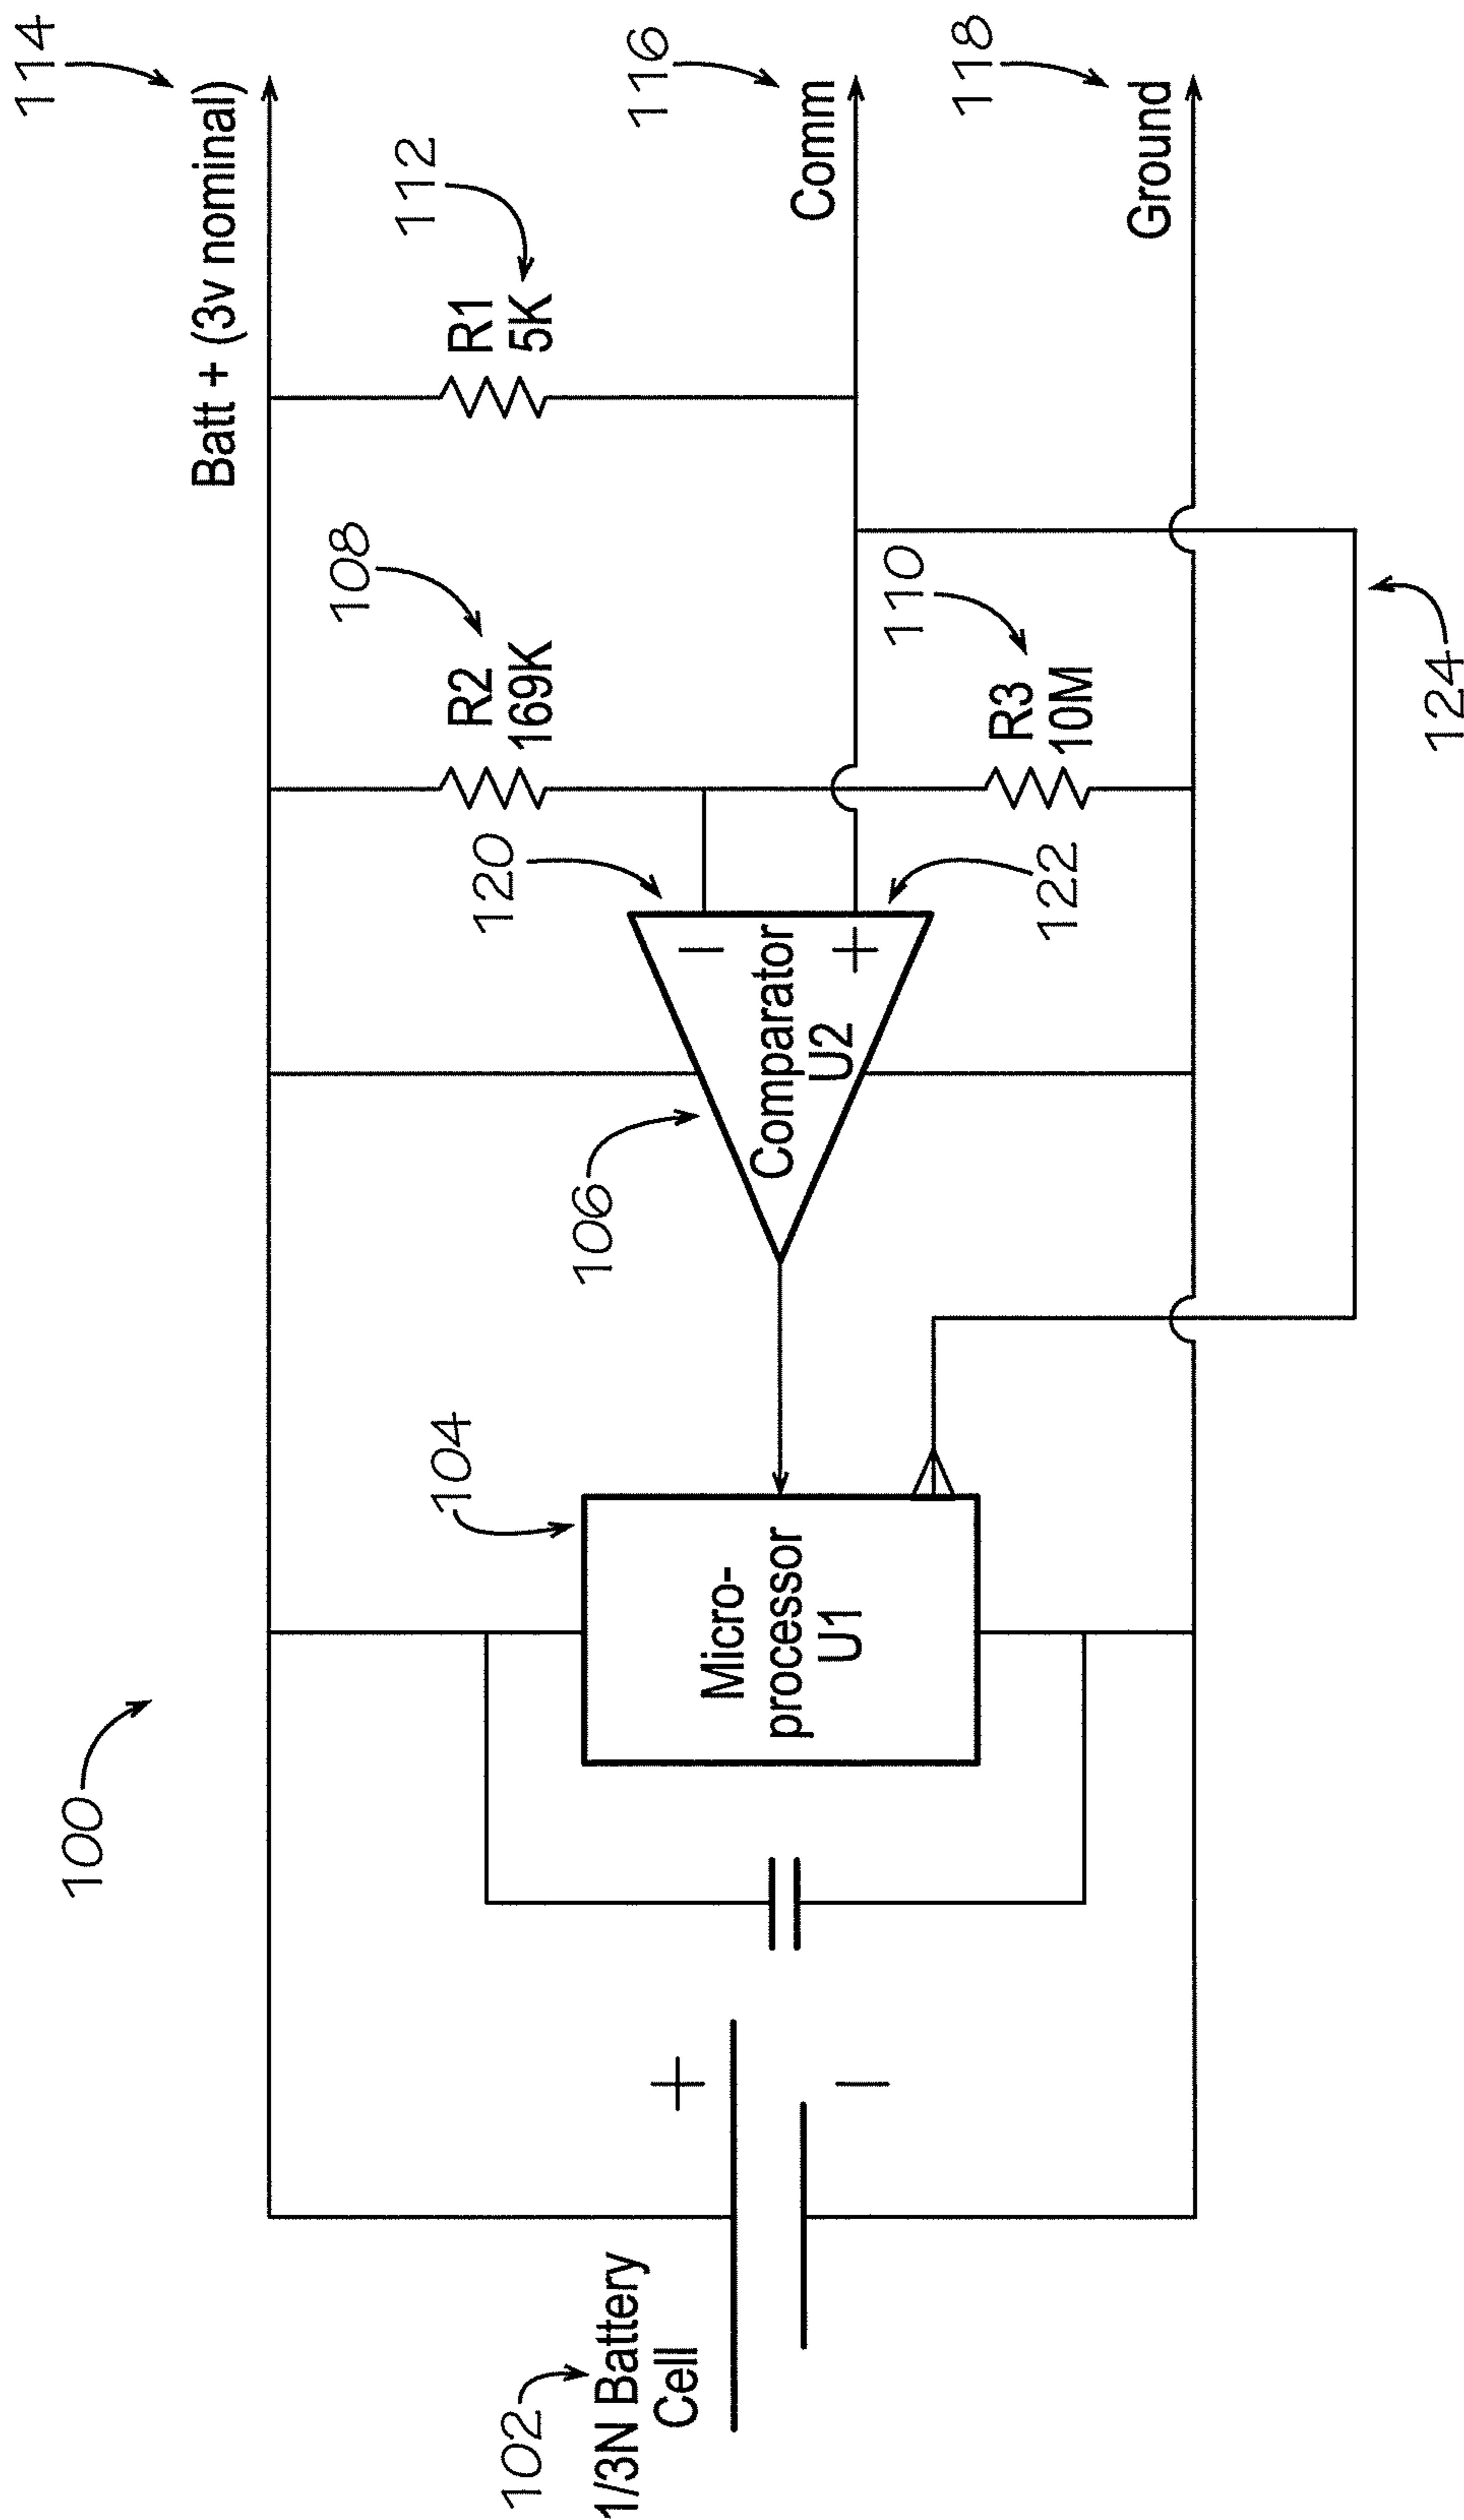 100
114
Batt + (3v nominal)
108
112
R2
169K
R1
5K
104
106
120
116
Comm
102
1/3N Battery
Cell
+
−
Micro-
processor
U1
Comparator
U2
−
+
122
110
R3
10M
118
Ground
124